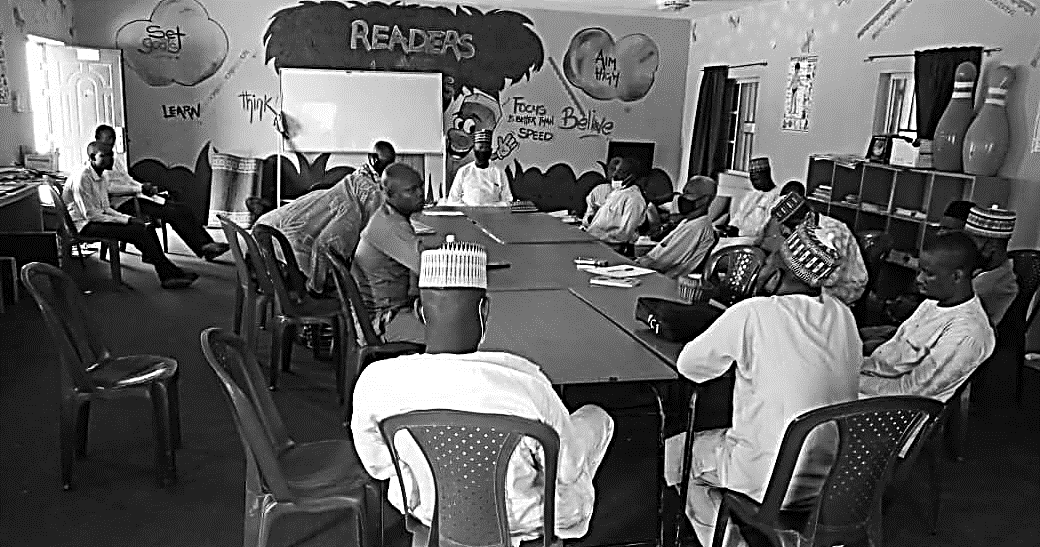 Set
goals
READERS
AIM
HIGH
LEARN
think
FOCUS
IS BETTER THAN
SPEED
Believe